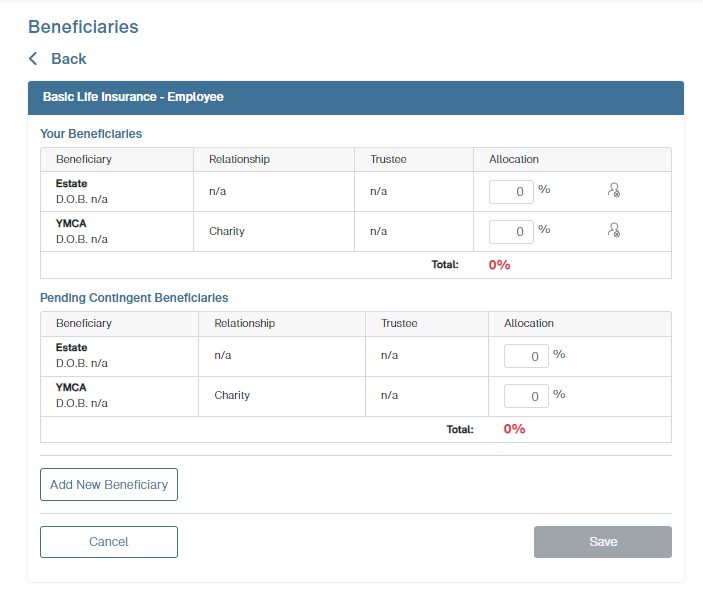 Beneficiaries
Back
Basic Life Insurance - Employee
Your Beneficiaries
Beneficiary Relationship Trustee Allocation
Estate
D.O.B. n/a n/a n/a 0 %
YMCA
D.O.B. n/a Charity n/a 0 %
Total: 0%
Pending Contingent Beneficiaries
Beneficiary Relationship Trustee Allocation
Estate
D.O.B. n/a n/a n/a 0 %
YMCA
D.O.B. n/a Charity n/a 0 %
Total: 0%
Add New Beneficiary
Cancel Save